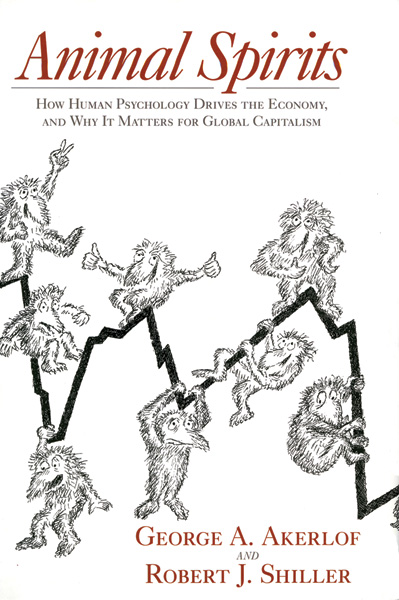 Animal Spirits
How Human Psychology Drives the Economy,
and Why It Matters for Global Capitalism
George A. Akerlof
and
Robert J. Shiller